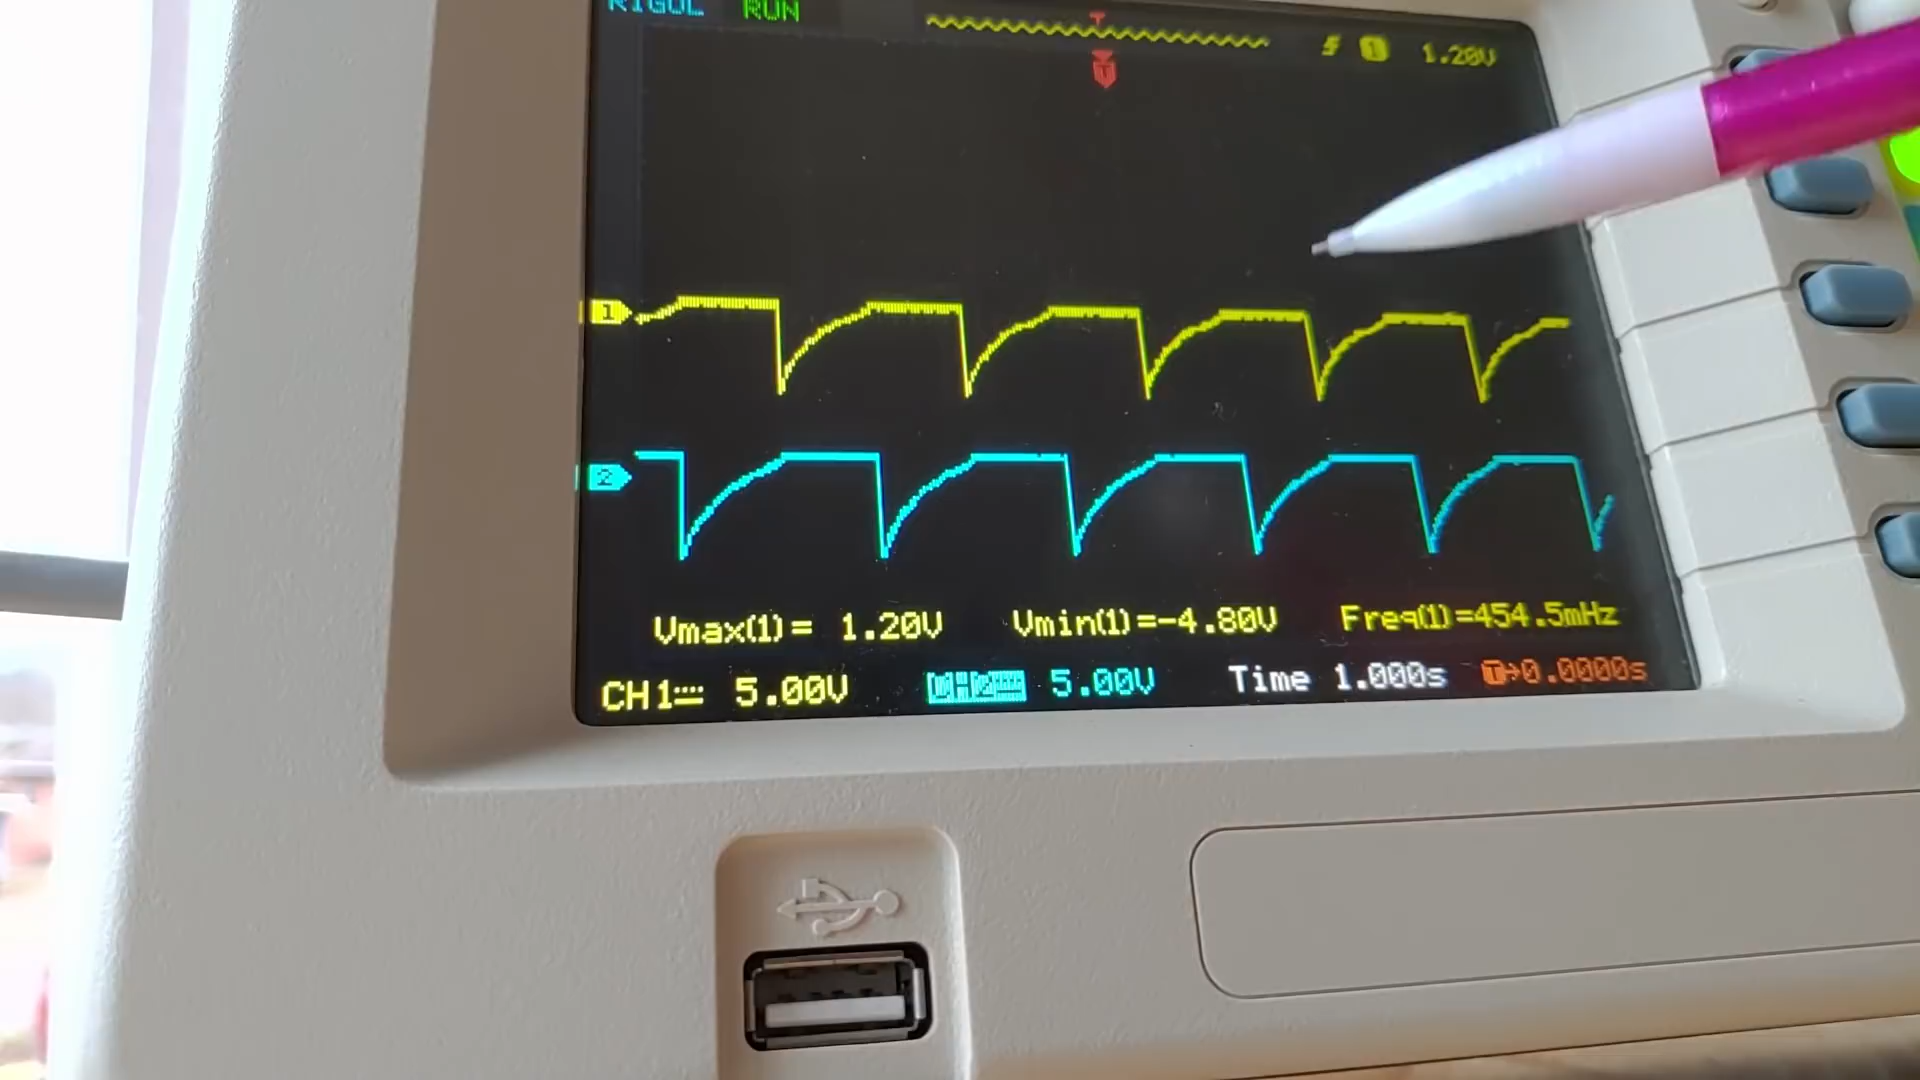 RIGOL RUN 1 1.20V
T
T
1
2
Vmax(1)= 1.20V Vmin(1)=-4.80V Freq(1)=454.5mHz
CH1 5.00V 5.00V Time 1.000s T→0.0000s